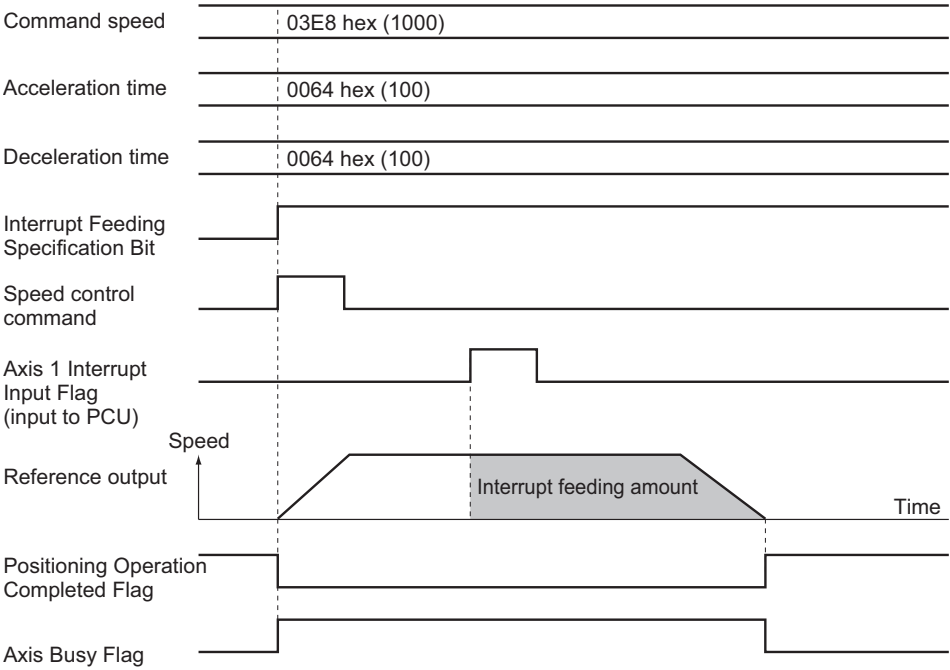 Command speed
03E8 hex (1000)
Acceleration time
0064 hex (100)
Deceleration time
0064 hex (100)
Interrupt Feeding
Specification Bit
Speed control
command
Axis 1 Interrupt
Input Flag
(input to PCU)
Speed
Reference output
Interrupt feeding amount
Time
Positioning Operation
Completed Flag
Axis Busy Flag